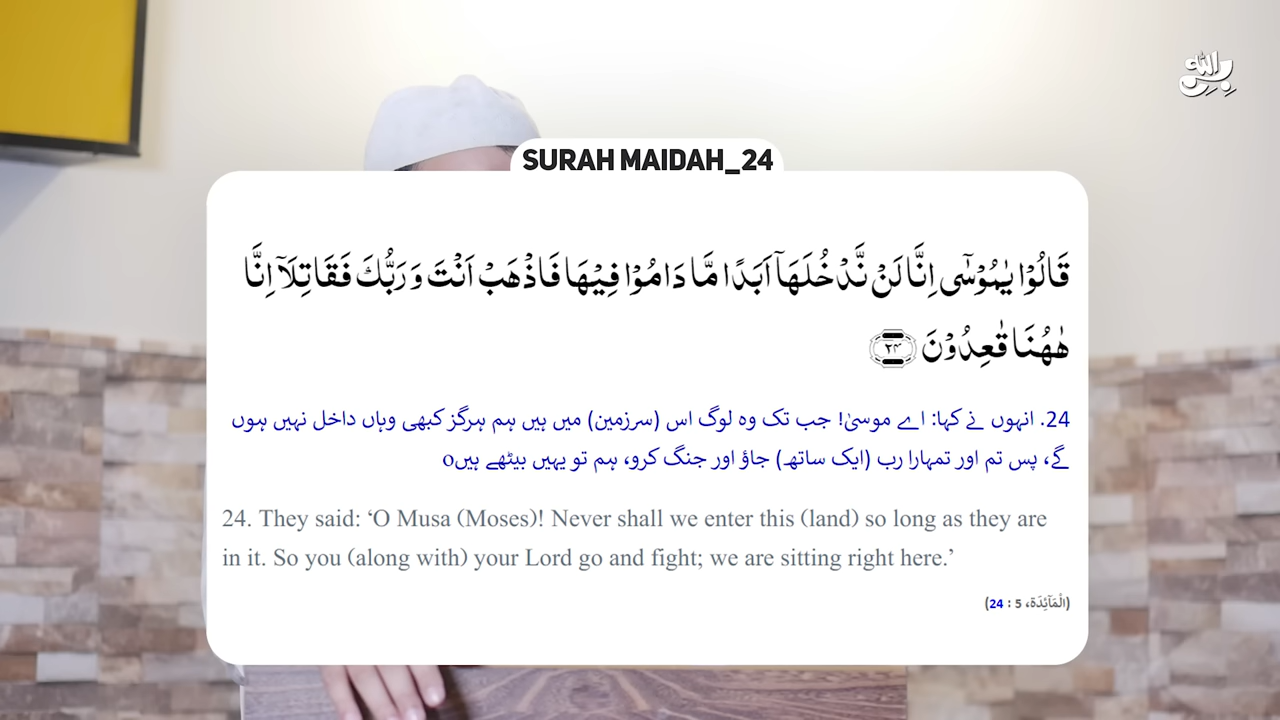 بسم الله
SURAH MAIDAH_24
قَالُوْا يٰمُوْسٰۤى اِنَّا لَنْ نَّدْخُلَهَاۤ اَبَدًا مَّا دَامُوْا فِيْهَا فَاذْهَبْ اَنْتَ وَ رَبُّكَ فَقَاتِلَاۤ اِنَّا
هٰهُنَا قٰعِدُوْنَ ۲۴
24. انہوں نے کہا: اے موسیٰ! جب تک وہ لوگ اس (سرزمین) میں ہیں ہم ہرگز کبھی وہاں داخل نہیں ہوں
گے، پس تم اور تمہارا رب (ایک ساتھ) جاؤ اور جنگ کرو، ہم تو یہیں بیٹھے ہیںo
24. They said: ‘O Musa (Moses)! Never shall we enter this (land) so long as they are
in it. So you (along with) your Lord go and fight; we are sitting right here.’
(الْمَآئِدَة، 5 : 24)